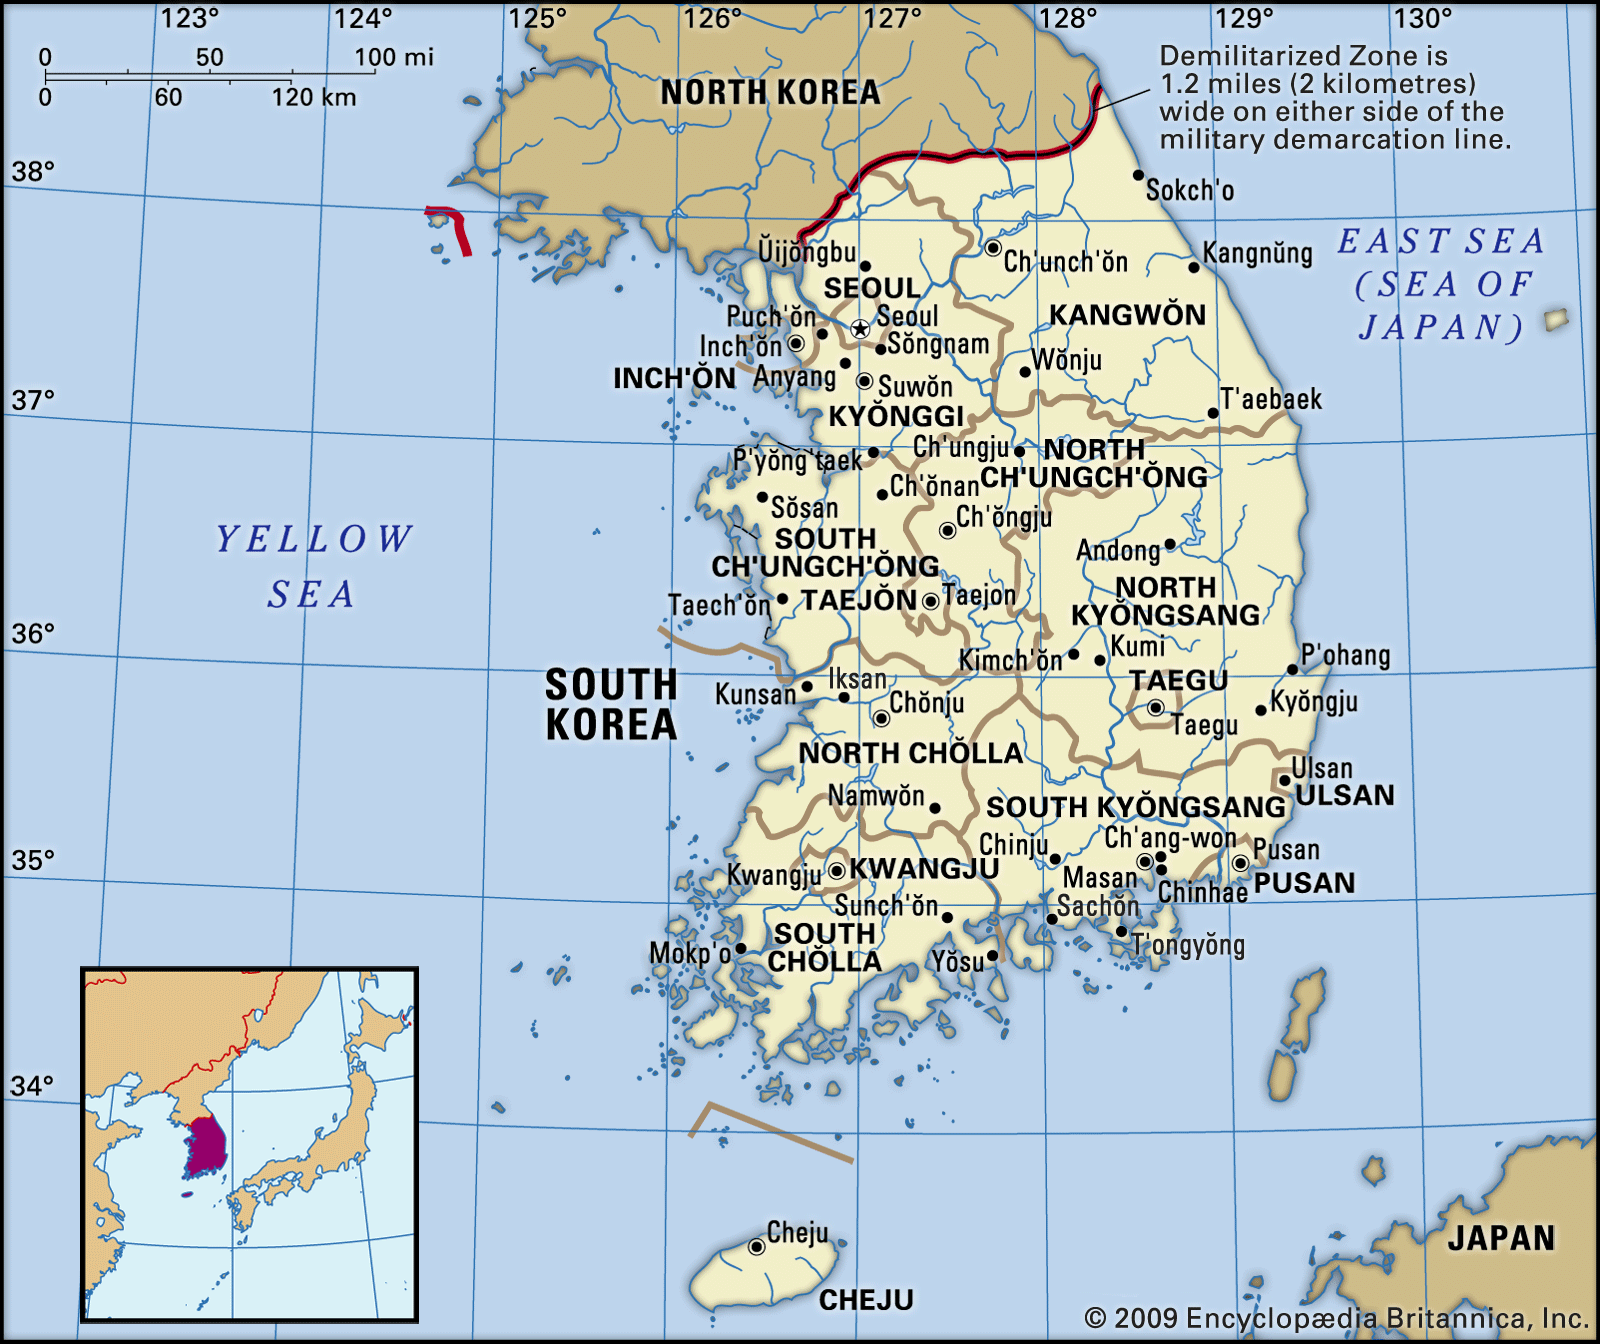 123° 124° 125° 126° 127° 128° 129° 130°
0 50 100 mi
0 60 120 km
Demilitarized Zone is
1.2 miles (2 kilometres)
wide on either side of the
military demarcation line.
NORTH KOREA
38°
Sokch'o
Ŭijŏngbu
Ch'unch'ŏn
Kangnŭng
EAST SEA
(SEA OF
JAPAN)
SEOUL
Puch'ŏn
Seoul
KANGWŎN
Inch'ŏn
Sŏngnam
INCH'ŎN
Anyang
Suwŏn
Wŏnju
37°
KYŎNGGI
T'aebaek
P'yŏng'taek
Ch'ungju
NORTH
CH'UNGCH'ŎNG
Ch'ŏnan
Sŏsan
Ch'ŏngju
YELLOW
SEA
SOUTH
CH'UNGCH'ŎNG
Andong
Taech'ŏn
TAEJŎN
Taejŏn
NORTH
KYŎNGSANG
36°
Kimch'ŏn
Kumi
P'ohang
SOUTH
KOREA
Kunsan
Iksan
Chŏnju
TAEGU
Taegu
Kyŏngju
NORTH CHŎLLA
Ulsan
ULSAN
Namwŏn
SOUTH KYŎNGSANG
35°
Chinju
Ch'ang-won
Pusan
PUSAN
Kwangju
KWANGJU
Masan
Chinhae
Sunch'ŏn
Sachŏn
SOUTH
CHŎLLA
Mokp'o
Yŏsu
T'ongyŏng
34°
Cheju
CHEJU
JAPAN
© 2009 Encyclopædia Britannica, Inc.